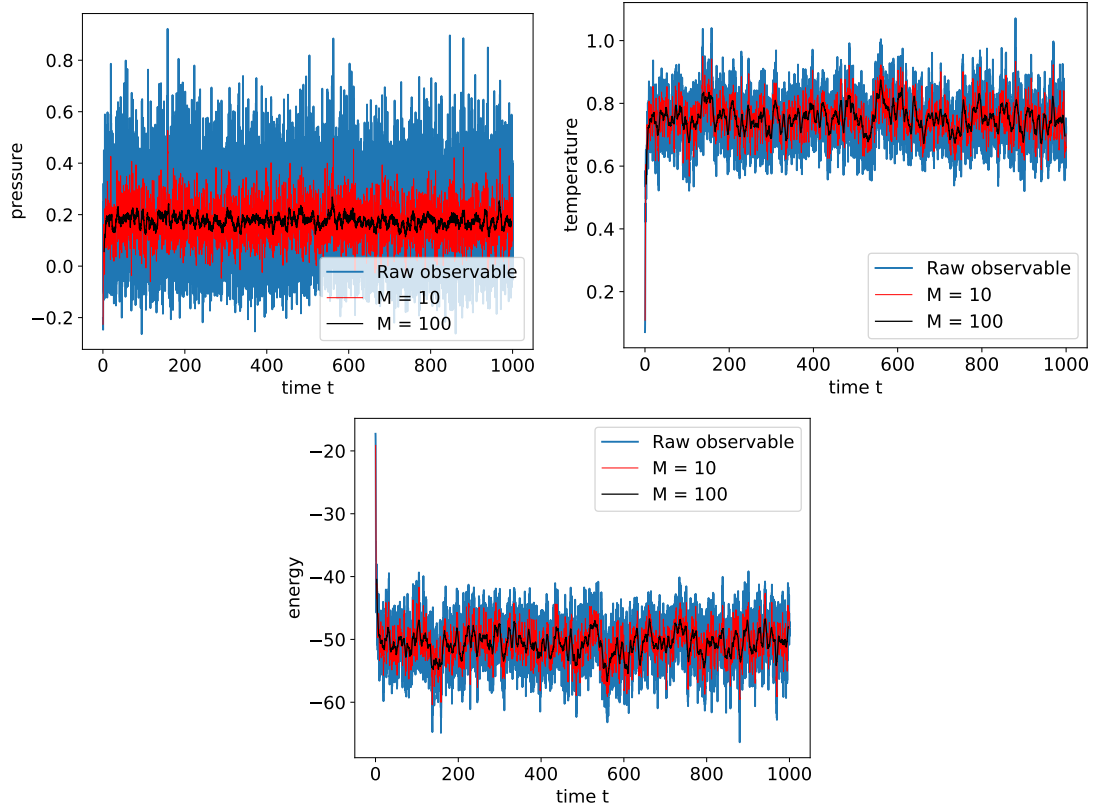 pressure
0.8
0.6
0.4
0.2
0.0
−0.2
0 200 400 600 800 1000
time t
Raw observable
M = 10
M = 100
temperature
1.0
0.8
0.6
0.4
0.2
0 200 400 600 800 1000
time t
Raw observable
M = 10
M = 100
energy
−20
−30
−40
−50
−60
0 200 400 600 800 1000
time t
Raw observable
M = 10
M = 100